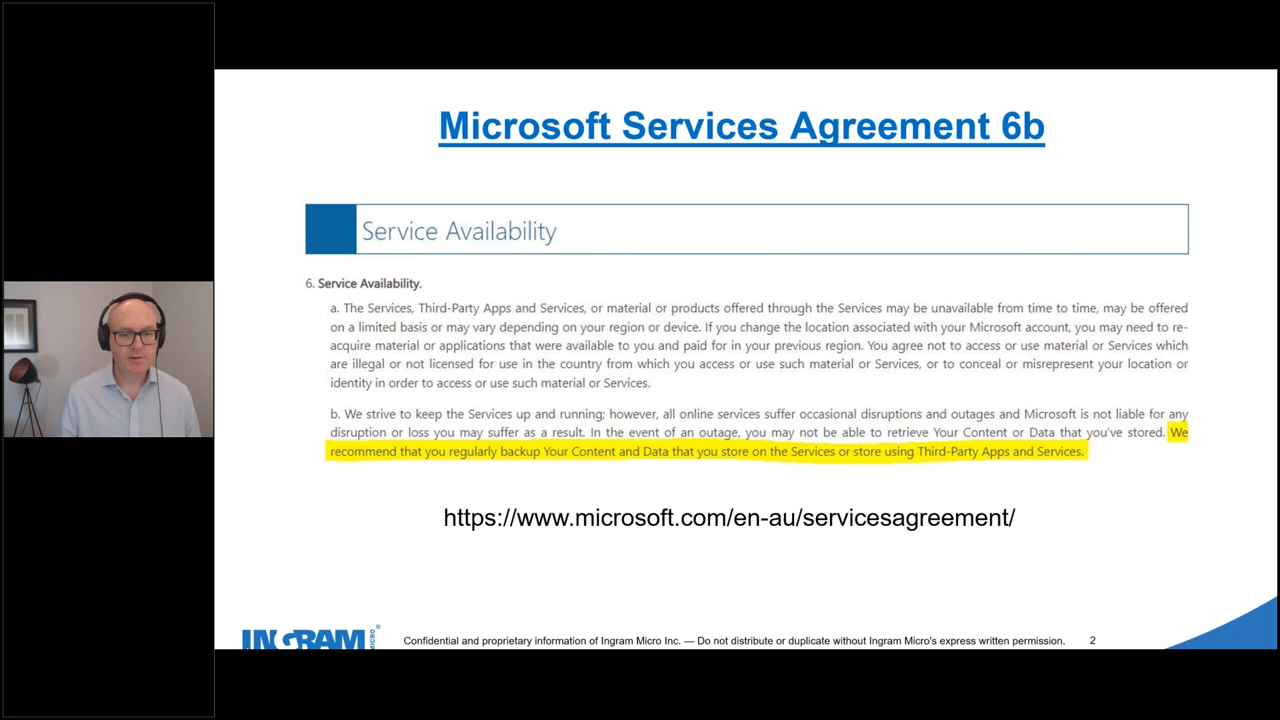 Microsoft Services Agreement 6b
Service Availability
6. Service Availability.
a. The Services, Third-Party Apps and Services, or material or products offered through the Services may be unavailable from time to time, may be offered
on a limited basis or may vary depending on your region or device. If you change the location associated with your Microsoft account, you may need to re-
acquire material or applications that were available to you and paid for in your previous region. You agree not to access or use material or Services which
are illegal or not licensed for use in the country from which you access or use such material or Services, or to conceal or misrepresent your location or
identity in order to access or use such material or Services.
b. We strive to keep the Services up and running; however, all online services suffer occasional disruptions and outages and Microsoft is not liable for any
disruption or loss you may suffer as a result. In the event of an outage, you may not be able to retrieve Your Content or Data that you've stored. We
recommend that you regularly backup Your Content and Data that you store on the Services or store using Third-Party Apps and Services.
https://www.microsoft.com/en-au/servicesagreement/
INGRAM MICRO ®
Confidential and proprietary information of Ingram Micro Inc. — Do not distribute or duplicate without Ingram Micro's express written permission.
2